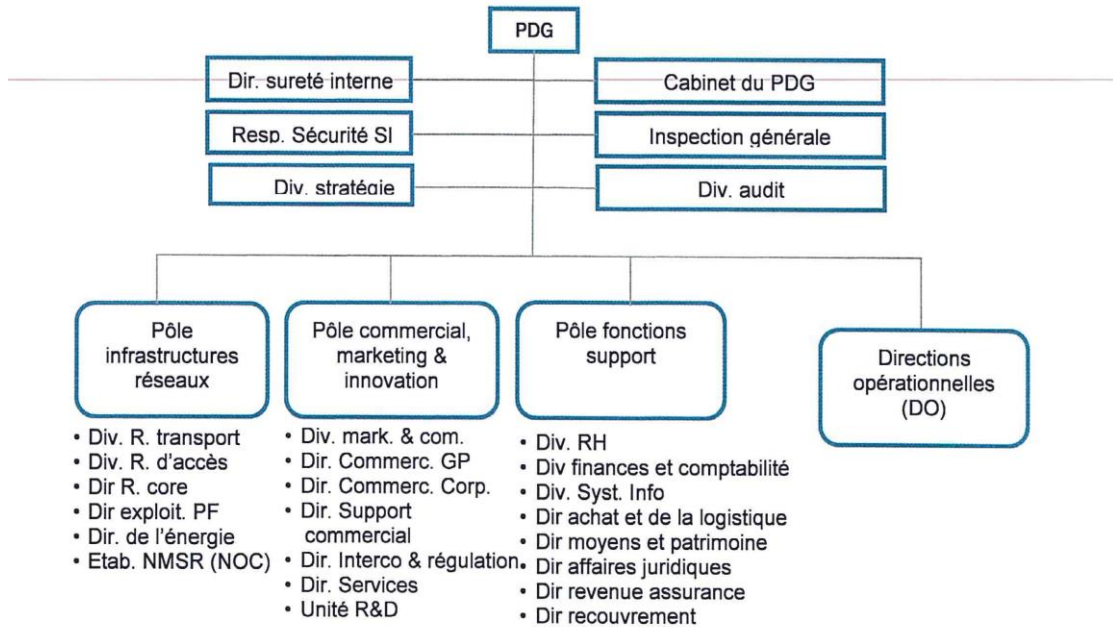 PDG
Dir. sureté interne
Cabinet du PDG
Resp. Sécurité SI
Inspection générale
Div. stratégie
Div. audit
Pôle
infrastructures
réseaux
Pôle commercial,
marketing &
innovation
Pôle fonctions
support
Directions
opérationnelles
(DO)
• Div. R. transport
• Div. R. d'accès
• Dir R. core
• Dir exploit. PF
• Dir. de l'énergie
• Etab. NMSR (NOC)
• Div. mark. & com.
• Dir. Commerc. GP
• Dir. Commerc. Corp.
• Dir. Support
commercial
• Dir. Interco & régulation
• Dir. Services
• Unité R&D
• Div. RH
• Div finances et comptabilité
• Div. Syst. Info
• Dir achat et de la logistique
• Dir moyens et patrimoine
• Dir affaires juridiques
• Dir revenue assurance
• Dir recouvrement